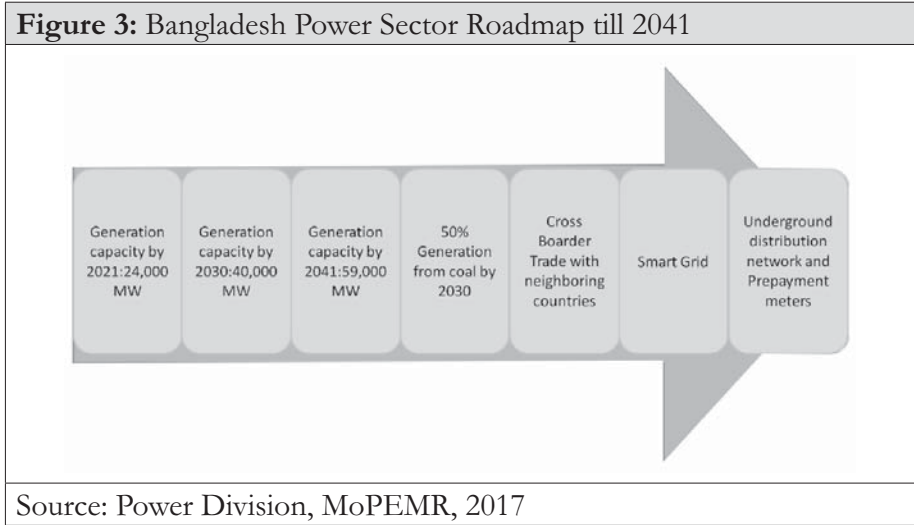 Figure 3: Bangladesh Power Sector Roadmap till 2041
Generation
capacity by
2021:24,000
MW
Generation
capacity by
2030:40,000
MW
Generation
capacity by
2041:59,000
MW
50%
Generation
from coal by
2030
Cross
Boarder
Trade with
neighboring
countries
Smart Grid
Underground
distribution
network and
Prepayment
meters
Source: Power Division, MoPEMR, 2017